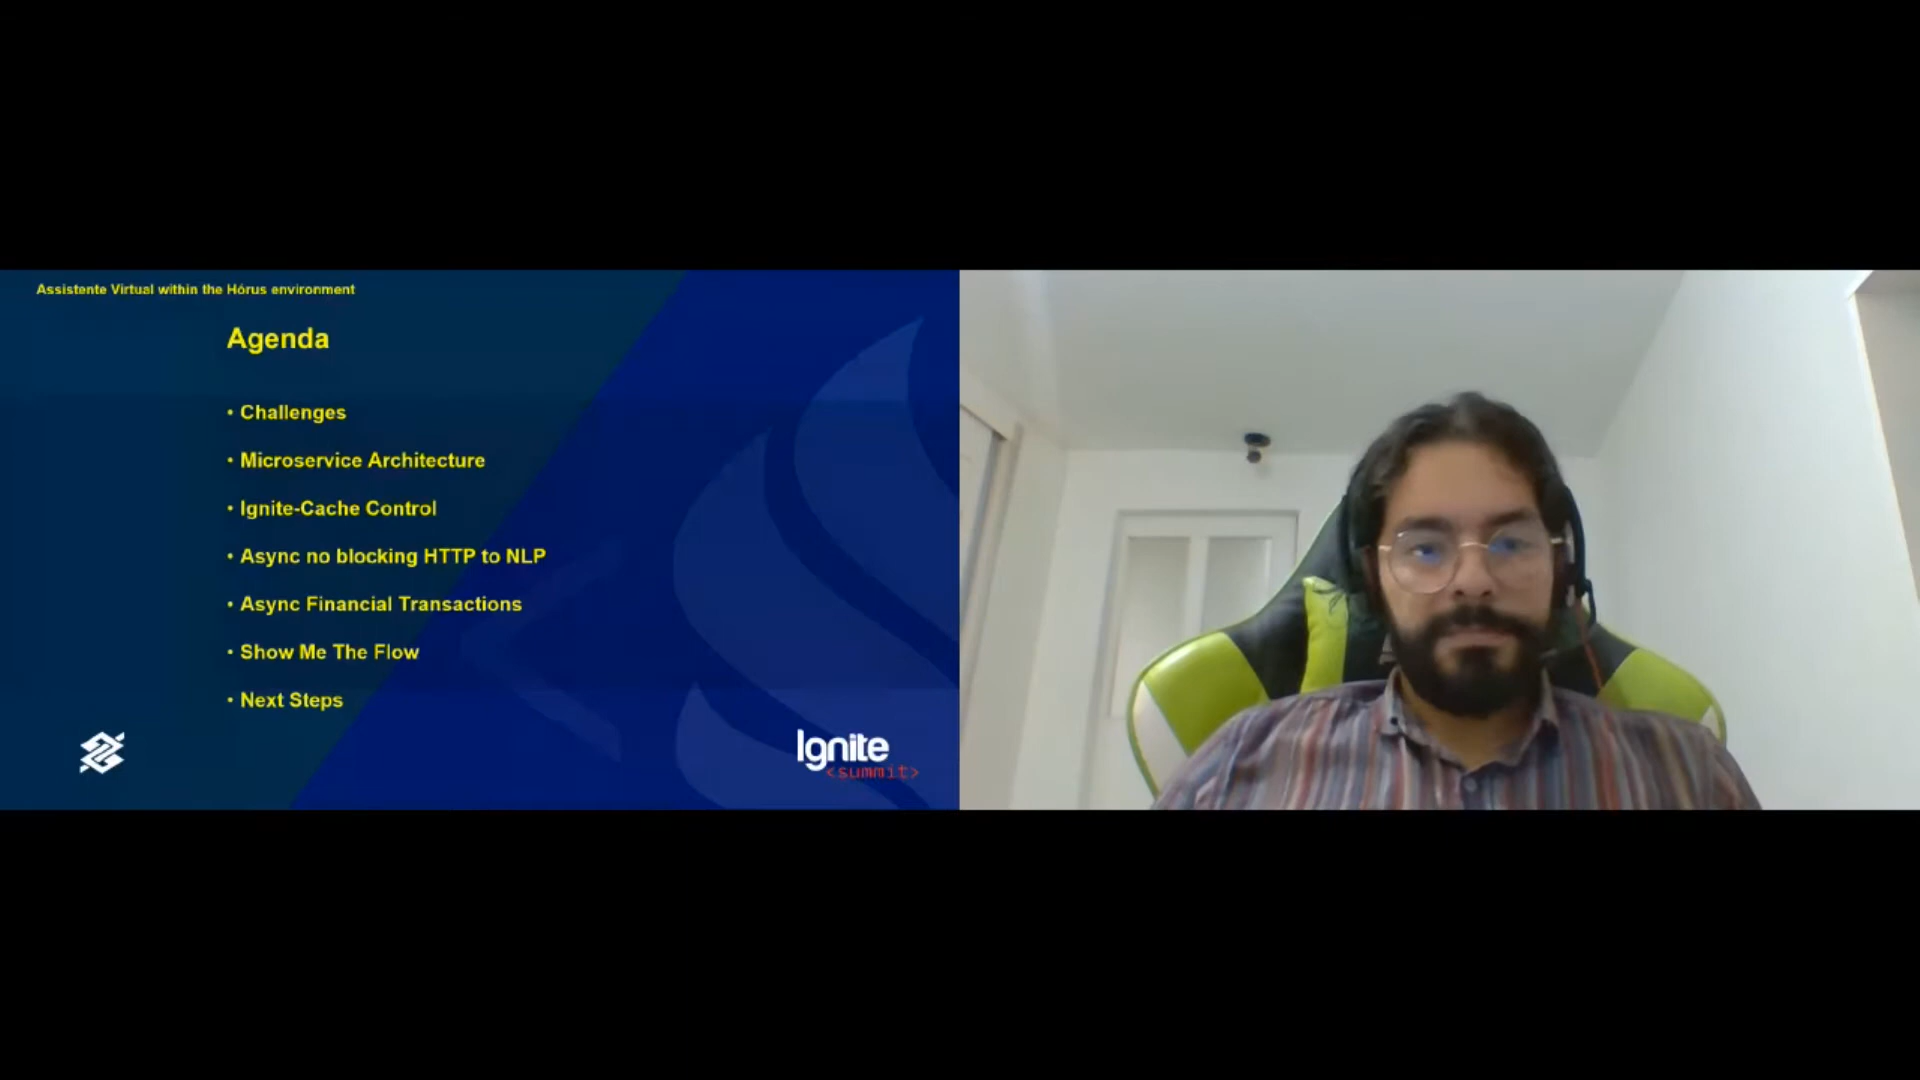 Assistente Virtual within the Hórus environment
Agenda
• Challenges
• Microservice Architecture
• Ignite-Cache Control
• Async no blocking HTTP to NLP
• Async Financial Transactions
• Show Me The Flow
• Next Steps
Ignite
<summit>